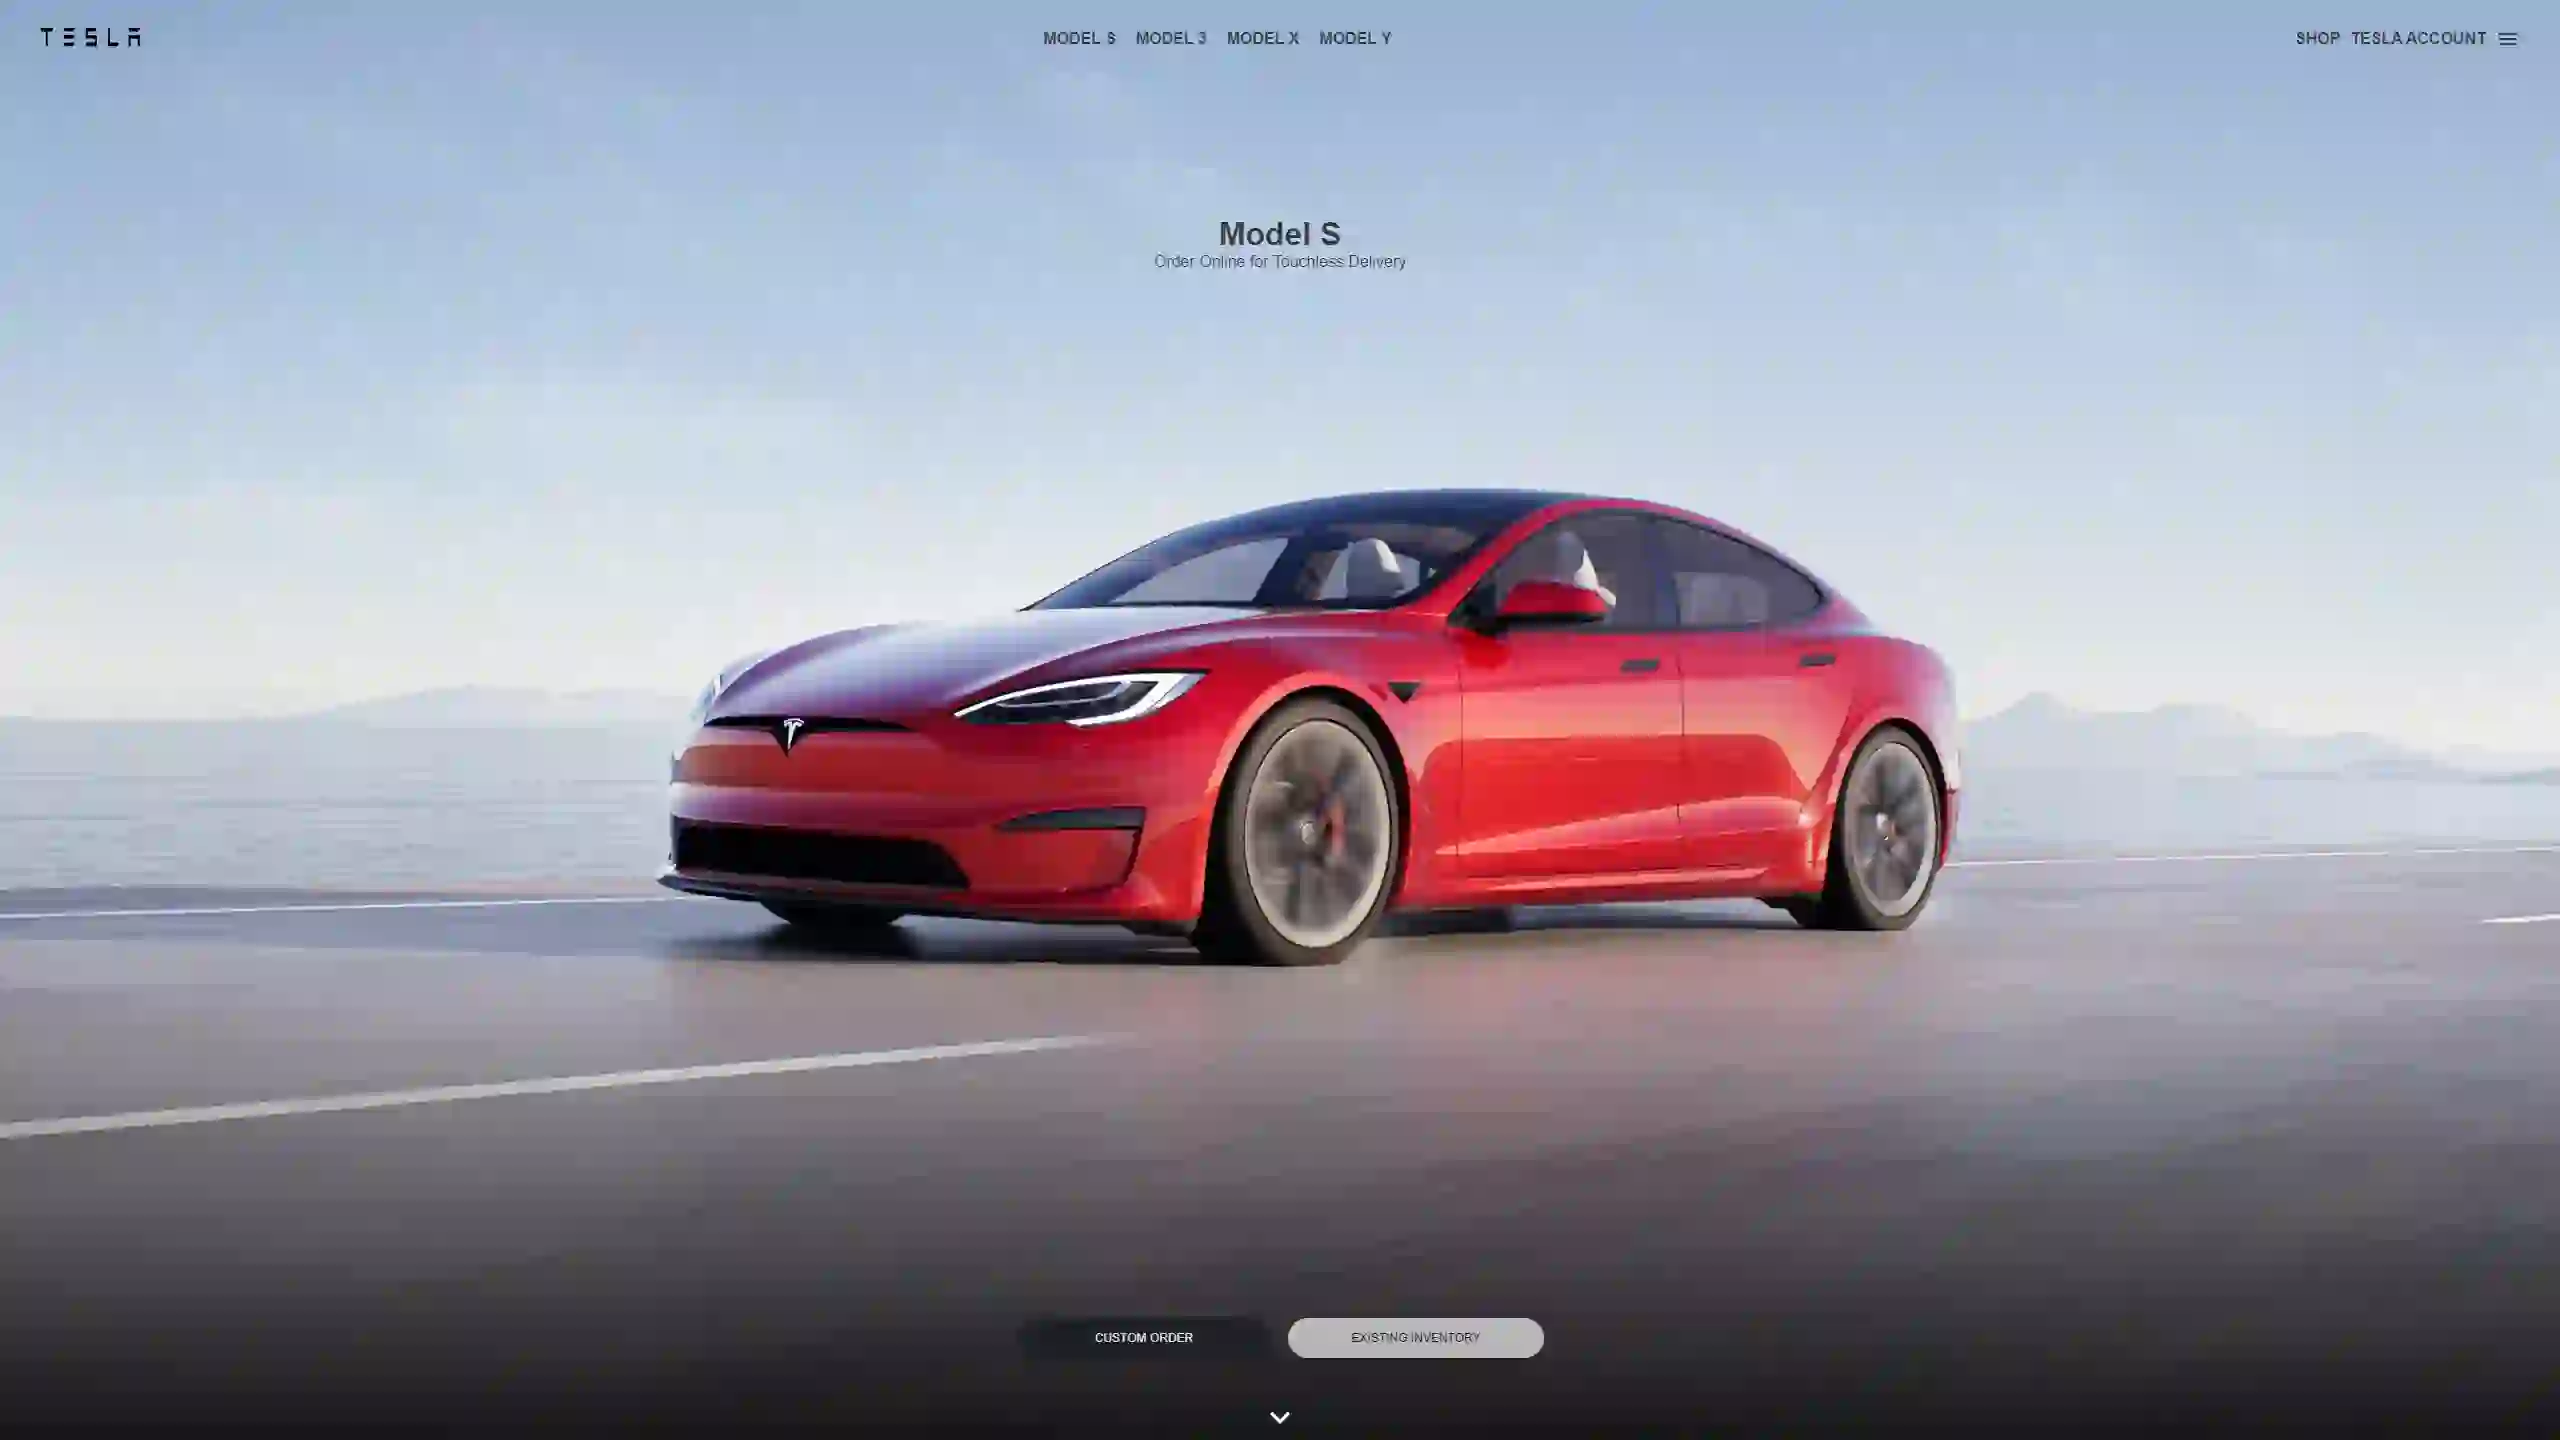 TESLA
MODEL S MODEL 3 MODEL X MODEL Y
SHOP TESLA ACCOUNT
Model S
Order Online for Touchless Delivery
CUSTOM ORDER
EXISTING INVENTORY